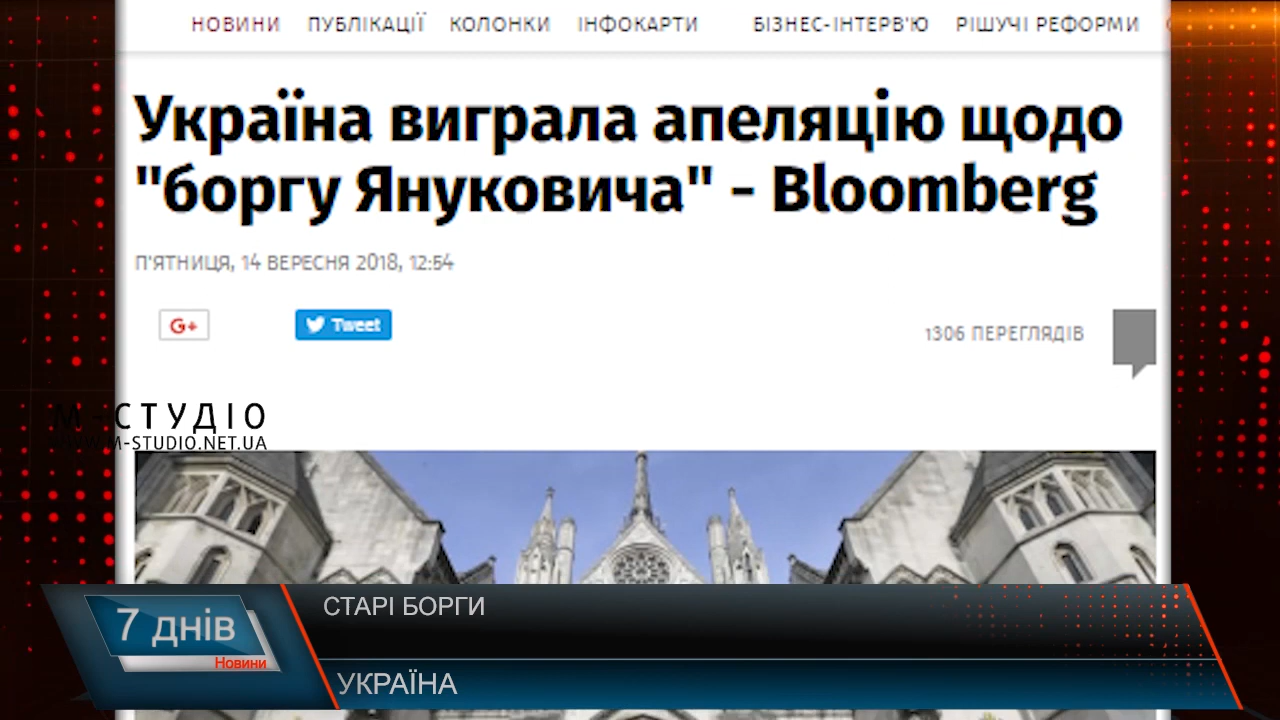 НОВИНИ ПУБЛІКАЦІЇ КОЛОНКИ ІНФОКАРТИ БІЗНЕС-ІНТЕРВ'Ю РІШУЧІ РЕФОРМИ
Україна виграла апеляцію щодо
"боргу Януковича" - Bloomberg
П'ЯТНИЦЯ, 14 ВЕРЕСНЯ 2018, 12:54
G+ Tweet 1306 ПЕРЕГЛЯДІВ
М-СТУДІО
WWW.M-STUDIO.NET.UA
СТАРІ БОРГИ
7 днів
Новини
УКРАЇНА